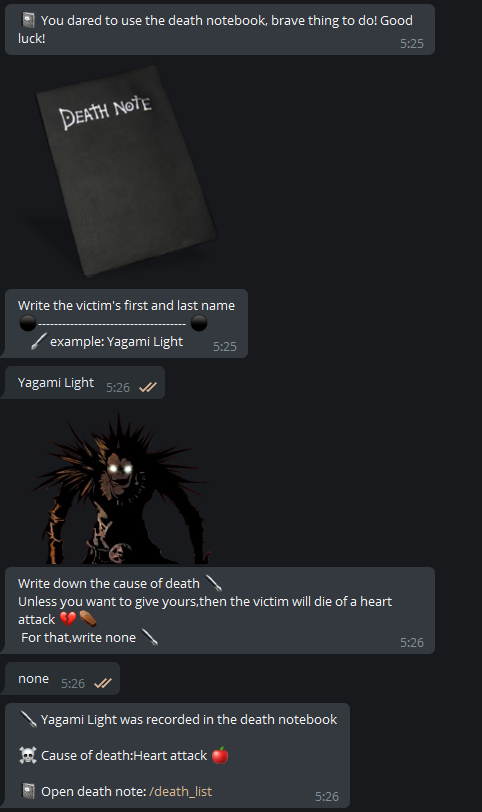 📓 You dared to use the death notebook, brave thing to do! Good
luck!
5:25
DEATH NOTE
Write the victim's first and last name
⚫------------------------------------- ⚫
🖌 example: Yagami Light
5:25
Yagami Light
5:26
Write down the cause of death 🖌
Unless you want to give yours,then the victim will die of a heart
attack 💔⚰
For that,write none 🖌
5:26
none
5:26
🖌 Yagami Light was recorded in the death notebook
☠ Cause of death:Heart attack 🍎
📓 Open death note: /death_list
5:26